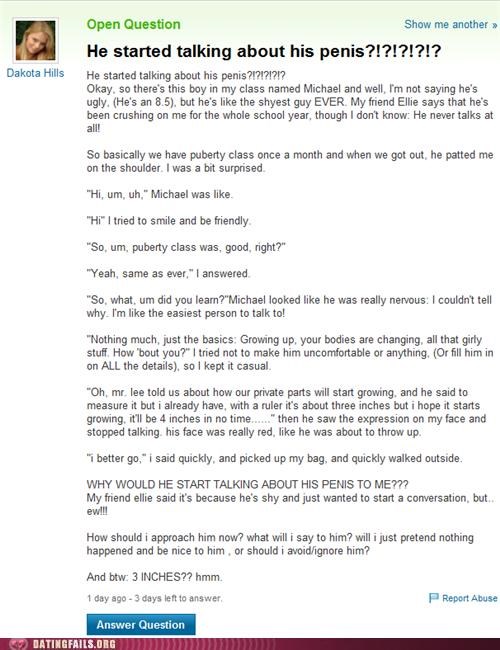 Open Question
Show me another »
He started talking about his penis?!?!?!?!?
Dakota Hills
He started talking about his penis?!?!?!?!?
Okay, so there's this boy in my class named Michael and well, I'm not saying he's
ugly, (He's an 8.5), but he's like the shyest guy EVER. My friend Ellie says that he's
been crushing on me for the whole school year, though I don't know: He never talks at
all!
So basically we have puberty class once a month and when we got out, he patted me
on the shoulder. I was a bit surprised.
"Hi, um, uh," Michael was like.
"Hi" I tried to smile and be friendly.
"So, um, puberty class was, good, right?"
"Yeah, same as ever," I answered.
"So, what, um did you learn?"Michael looked like he was really nervous: I couldn't tell
why. I'm like the easiest person to talk to!
"Nothing much, just the basics: Growing up, your bodies are changing, all that girly
stuff. How 'bout you?" I tried not to make him uncomfortable or anything, (Or fill him in
on ALL the details), so I kept it casual.
"Oh, mr. lee told us about how our private parts will start growing, and he said to
measure it but i already have, with a ruler it's about three inches but i hope it starts
growing, it'll be 4 inches in no time......" then he saw the expression on my face and
stopped talking. his face was really red, like he was about to throw up.
"i better go," i said quickly, and picked up my bag, and quickly walked outside.
WHY WOULD HE START TALKING ABOUT HIS PENIS TO ME???
My friend ellie said it's because he's shy and just wanted to start a conversation, but..
ew!!!
How should i approach him now? what will i say to him? will i just pretend nothing
happened and be nice to him , or should i avoid/ignore him?
And btw: 3 INCHES?? hmm.
1 day ago - 3 days left to answer.
Report Abuse
Answer Question
DATINGFAILS.ORG